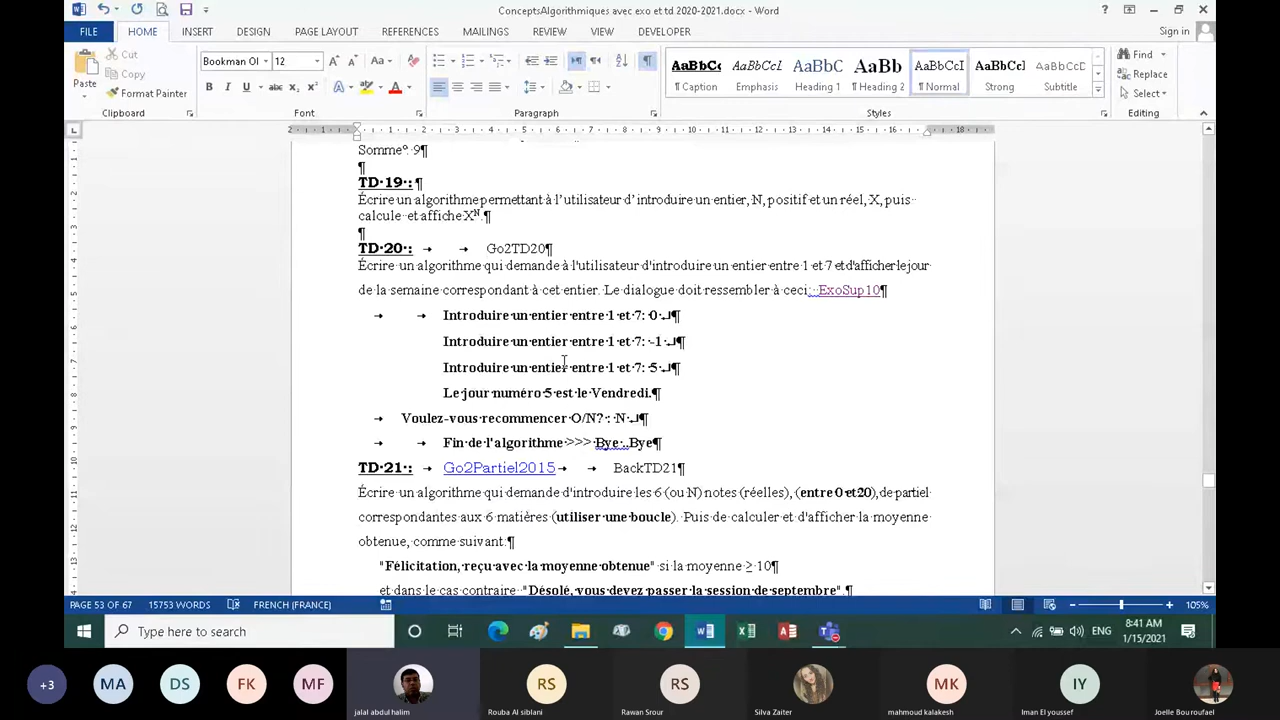 ConceptsAlgorithmiques avec exo et td 2020-2021.docx - Word
FILE HOME INSERT DESIGN PAGE LAYOUT REFERENCES MAILINGS REVIEW VIEW DEVELOPER Sign in
Paste
Cut
Copy
Format Painter
Bookman Ol 12
AaBbCc AaBbCcI AaBbC AaBb AaBbCcI AaBbCcI AaBbCcD
¶ Caption Emphasis Heading 1 ¶ Heading 2 ¶ Normal Strong Subtitle
Find
Replace
Select
Clipboard Font Paragraph Styles Editing
Somme°: 9¶
¶
TD·19·:¶
Écrire un algorithme permettant à l'utilisateur d'introduire un entier, N, positif et un réel, X, puis
calcule et affiche X^N.¶
¶
TD·20·: → → Go2TD20¶
Écrire un algorithme qui demande à l'utilisateur d'introduire un entier entre 1 et 7 et d'afficher le jour
de la semaine correspondant à cet entier. Le dialogue doit ressembler à ceci: ExoSup10¶
→ → Introduire un entier entre 1 et 7: 0 ↵¶
Introduire un entier entre 1 et 7: -1 ↵¶
Introduire un entier entre 1 et 7: 5 ↵¶
Le jour numéro 5 est le Vendredi.¶
→ Voulez-vous recommencer O/N? : N ↵¶
→ → Fin de l'algorithme >>> Bye ..Bye¶
TD·21·: → Go2Partiel2015 → → BackTD21¶
Écrire un algorithme qui demande d'introduire les 6 (ou N) notes (réelles), (entre 0 et20), de partiel
correspondantes aux 6 matières (utiliser une boucle). Puis de calculer et d'afficher la moyenne
obtenue, comme suivant.¶
"Félicitation, reçu avec la moyenne obtenue" si la moyenne ≥ 10¶
et dans le cas contraire "Désolé, vous devez passer la session de septembre".¶
PAGE 53 OF 67 15753 WORDS FRENCH (FRANCE) 105%
Type here to search
ENG
8:41 AM
1/15/2021
+3 MA DS FK MF RS RS MK IY
jalal abdul halim Rouba Al siblani Rawan Srour Silva Zaiter mahmoud kalakesh Iman El youssef Joelle Bou roufael